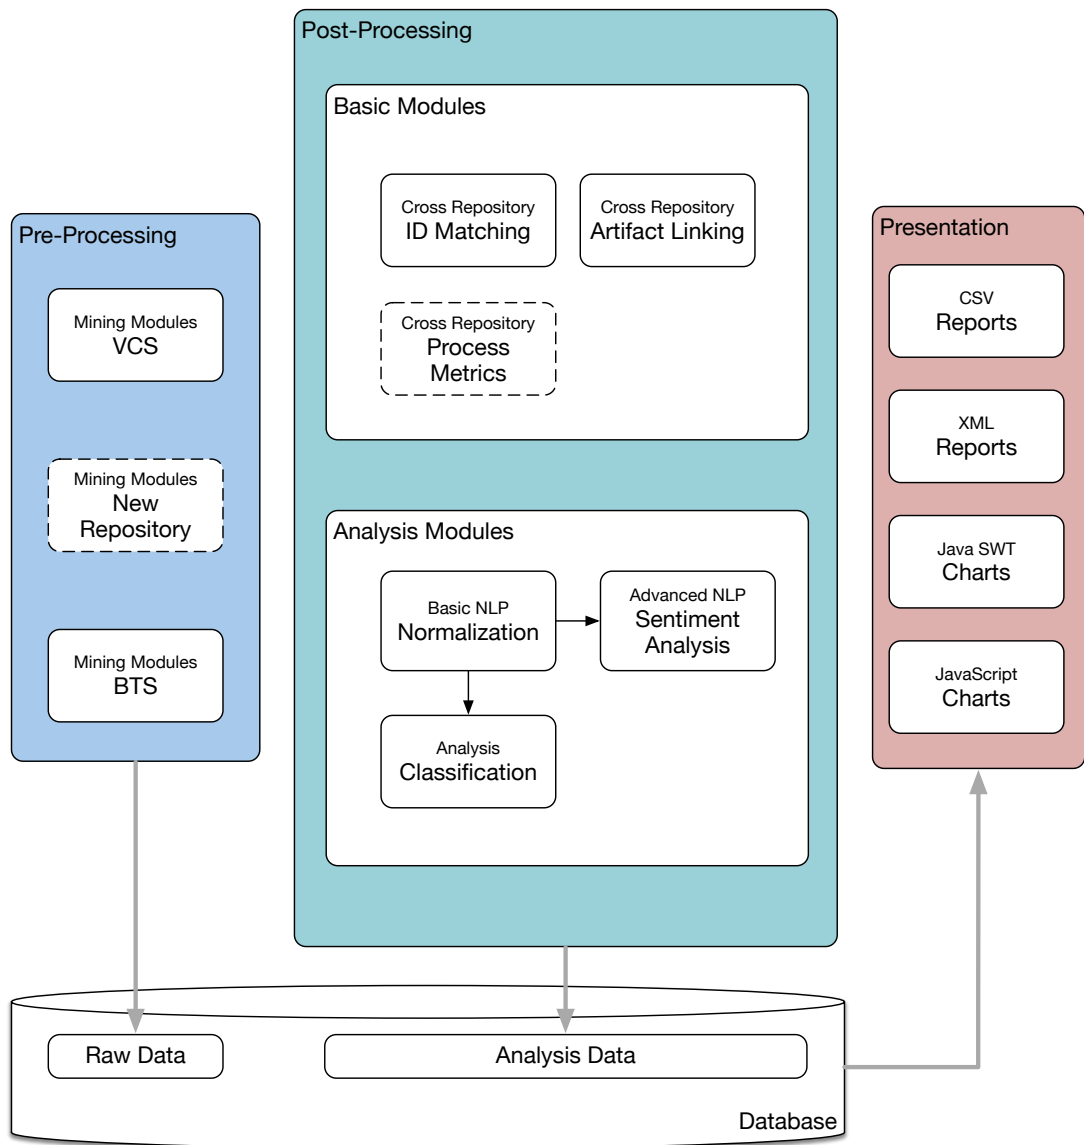 Pre-Processing
Mining Modules
VCS
Mining Modules
New
Repository
Mining Modules
BTS
Post-Processing
Basic Modules
Cross Repository
ID Matching
Cross Repository
Artifact Linking
Cross Repository
Process
Metrics
Analysis Modules
Basic NLP
Normalization
Advanced NLP
Sentiment
Analysis
Analysis
Classification
Presentation
CSV
Reports
XML
Reports
Java SWT
Charts
JavaScript
Charts
Raw Data
Analysis Data
Database